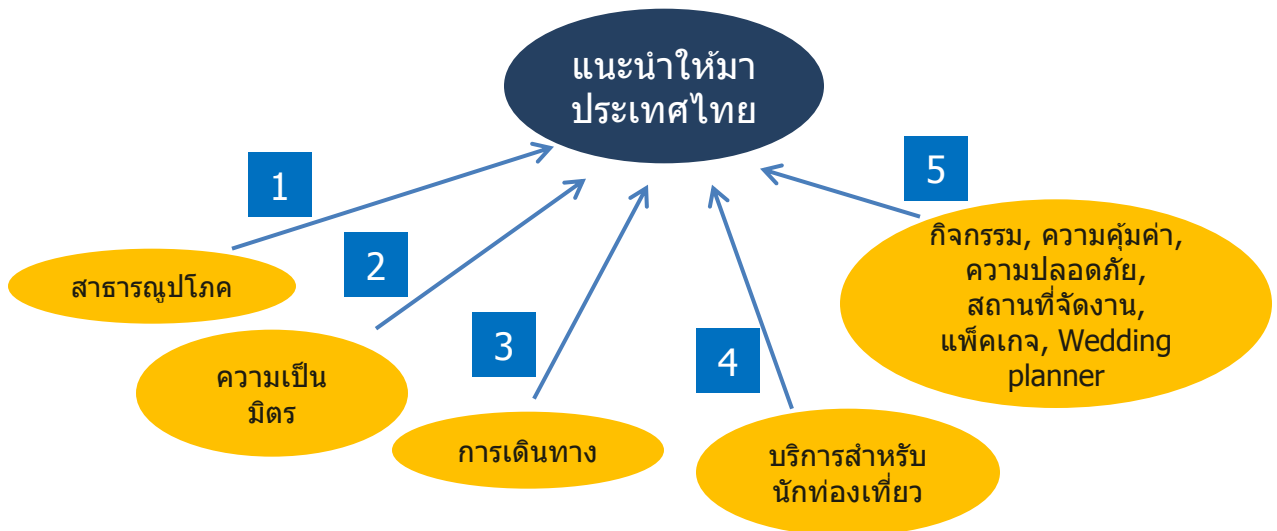 แนะนำให้มา
ประเทศไทย
1
สาธารณูปโภค
2
ความเป็น
มิตร
3
การเดินทาง
4
บริการสำหรับ
นักท่องเที่ยว
5
กิจกรรม, ความคุ้มค่า,
ความปลอดภัย,
สถานที่จัดงาน,
แพ็คเกจ, Wedding
planner